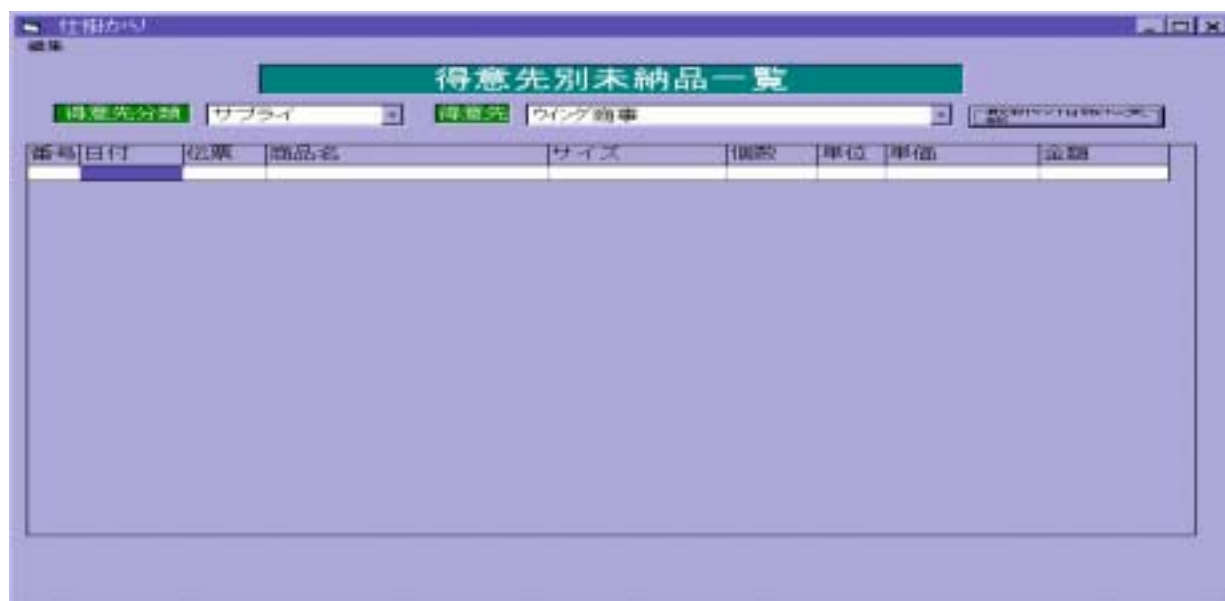 仕掛かり
編集
得意先別未納品一覧
得意先分類 サプライ 得意先 ウイング商事
番号 日付 伝票 商品名 サイズ 個数 単位 単価 金額